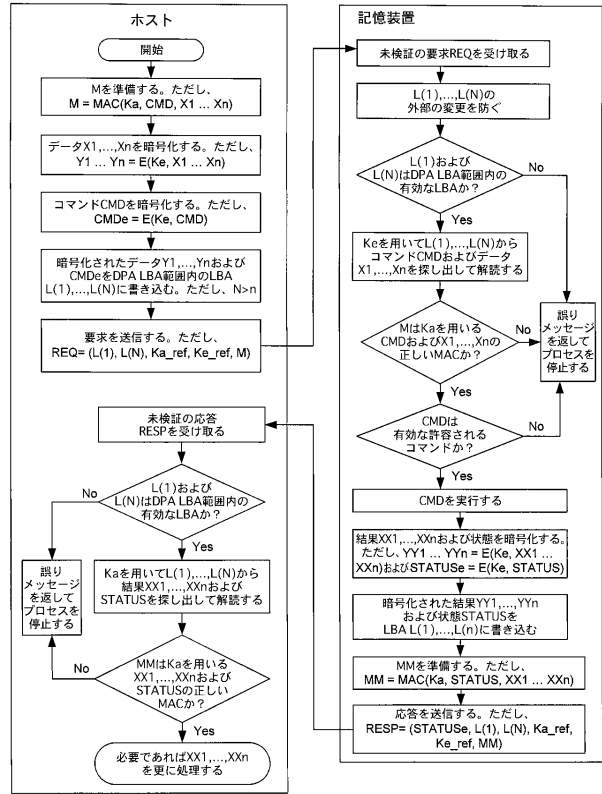 ホスト
開始
Mを準備する。ただし、
M = MAC(Ka, CMD, X1 ... Xn)
データX1,...,Xnを暗号化する。ただし、
Y1 ... Yn = E(Ke, X1 ... Xn)
コマンドCMDを暗号化する。ただし、
CMDe = E(Ke, CMD)
暗号化されたデータY1,...,Ynおよび
CMDeをDPA LBA範囲内のLBA
L(1),...,L(N)に書き込む。ただし、N>n
要求を送信する。ただし、
REQ= (L(1), L(N), Ka_ref, Ke_ref, M)
未検証の応答
RESPを受け取る
L(1)および
L(N)はDPA LBA範囲内の
有効なLBAか？
No
Yes
誤り
メッセージ
を返して
プロセスを
停止する
Kaを用いてL(1),...,L(N)から
結果XX1,...,XXnおよび
STATUSを探し出して解読する
MMはKaを用いる
XX1,...,XXnおよび
STATUSの正しい
MACか？
No
Yes
必要であればXX1,...,XXn
を更に処理する
記憶装置
未検証の要求REQを受け取る
L(1),...,L(N)の
外部の変更を防ぐ
L(1)および
L(N)はDPA LBA範囲内の
有効なLBAか？
No
Yes
Keを用いてL(1),...,L(N)から
コマンドCMDおよびデータ
X1,...,Xnを探し出して解読する
MはKaを用いる
CMDおよびX1,...,Xnの
正しいMACか？
No
Yes
誤り
メッセージ
を返して
プロセスを
停止する
CMDは
有効な許容される
コマンドか？
No
Yes
CMDを実行する
結果XX1,...,XXnおよび状態を暗号化する。
ただし、YY1 ... YYn = E(Ke, XX1 ...
XXn)およびSTATUSe = E(Ke, STATUS)
暗号化された結果YY1,...,YYn
および状態STATUSを
LBA L(1),...,L(n)に書き込む
MMを準備する。ただし、
MM = MAC(Ka, STATUS, XX1 ... XXn)
応答を送信する。ただし、
RESP= (STATUSe, L(1), L(N), Ka_ref,
Ke_ref, MM)